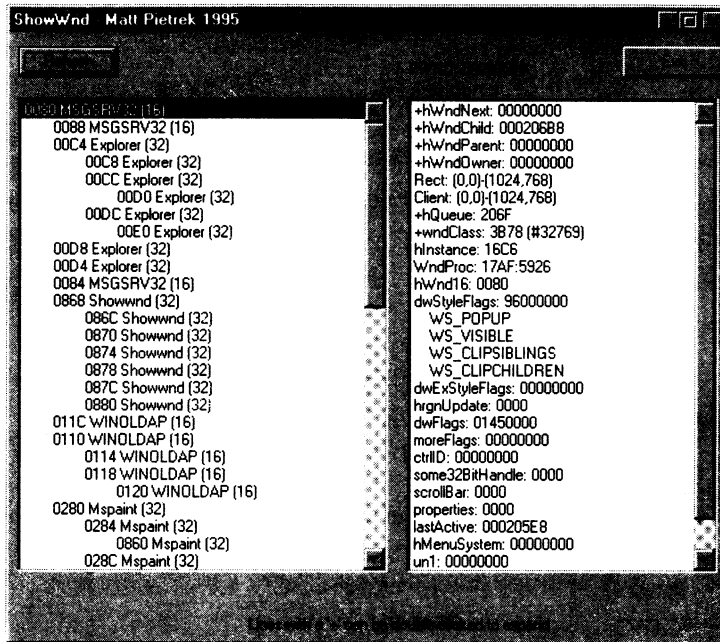 ShowWnd - Matt Pietrek 1995
0080 MSGSRV32 (16)
0088 MSGSRV32 (16)
00C4 Explorer (32)
00C8 Explorer (32)
00CC Explorer (32)
00D0 Explorer (32)
00DC Explorer (32)
00E0 Explorer (32)
00D8 Explorer (32)
00D4 Explorer (32)
0084 MSGSRV32 (16)
0868 Showwnd (32)
086C Showwnd (32)
0870 Showwnd (32)
0874 Showwnd (32)
0878 Showwnd (32)
087C Showwnd (32)
0880 Showwnd (32)
011C WINOLDAP (16)
0110 WINOLDAP (16)
0114 WINOLDAP (16)
0118 WINOLDAP (16)
0120 WINOLDAP (16)
0280 Mspaint (32)
0284 Mspaint (32)
0860 Mspaint (32)
028C Mspaint (32)
+hWndNext: 00000000
+hWndChild: 000206B8
+hWndParent: 00000000
+hWndOwner: 00000000
Rect: (0,0)-(1024,768)
Client: (0,0)-(1024,768)
+hQueue: 206F
+wndClass: 3B78 (#32769)
hInstance: 16C6
WndProc: 17AF:5926
hWnd16: 0080
dwStyleFlags: 96000000
WS_POPUP
WS_VISIBLE
WS_CLIPSIBLINGS
WS_CLIPCHILDREN
dwExStyleFlags: 00000000
hrgnUpdate: 0000
dwFlags: 01450000
moreFlags: 00000000
ctrlID: 00000000
some32BitHandle: 0000
scrollBar: 0000
properties: 0000
lastActive: 000205E8
hMenuSystem: 00000000
un1: 00000000